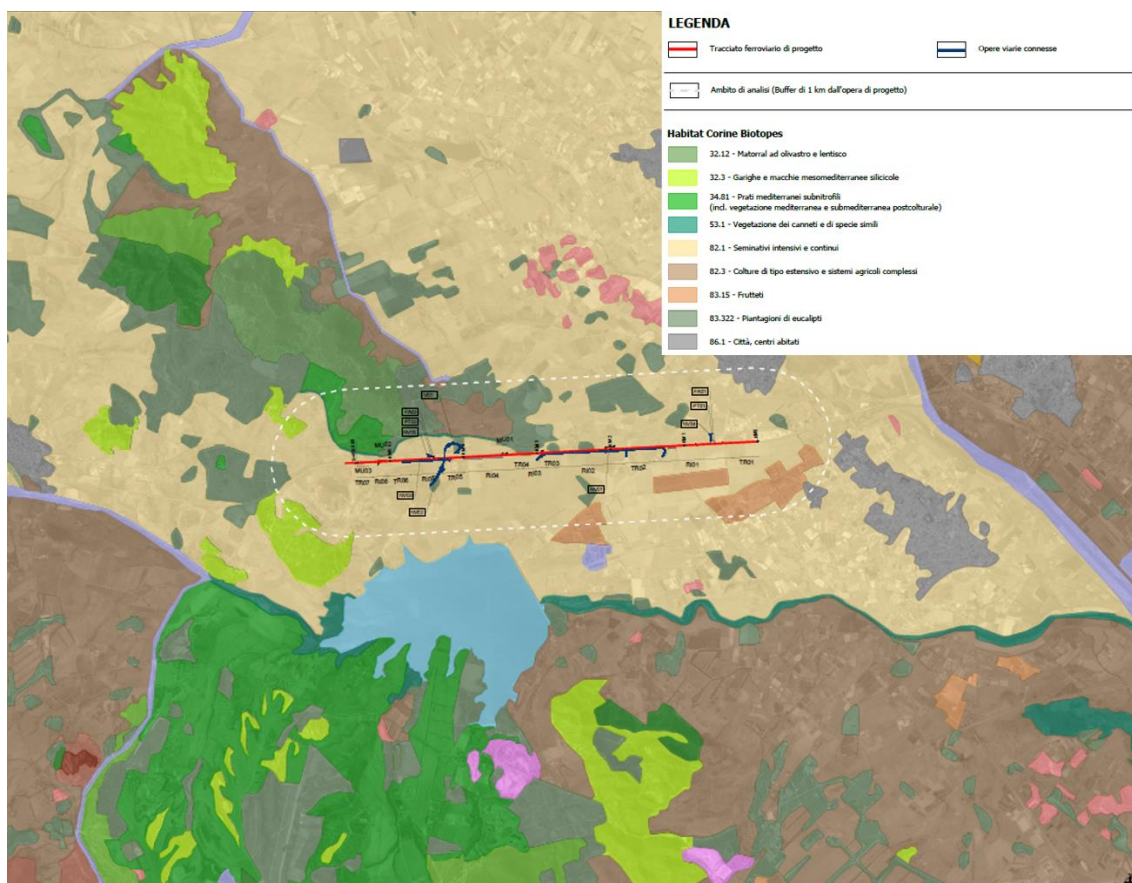 LEGENDA
Tracciato ferroviario di progetto
Opere viarie connesse
Ambito di analisi (Buffer di 1 km dall'opera di progetto)
Habitat Corine Biotopes
32.12 - Matorral ad olivastro e lentisco
32.3 - Garighe e macchie mesomediterranee silicicole
34.81 - Prati mediterranei subnitrofili
(incl. vegetazione mediterranea e submediterranea postcolturale)
53.1 - Vegetazione dei canneti e di specie simili
82.1 - Seminativi intensivi e continui
82.3 - Colture di tipo estensivo e sistemi agricoli complessi
83.15 - Frutteti
83.322 - Piantagioni di eucalipti
86.1 - Città, centri abitati
MU02
MU01
MU03
TR07
RI06
TR06
TR05
RI04
TR04
RI03
TR03
RI02
TR02
RI01
TR01